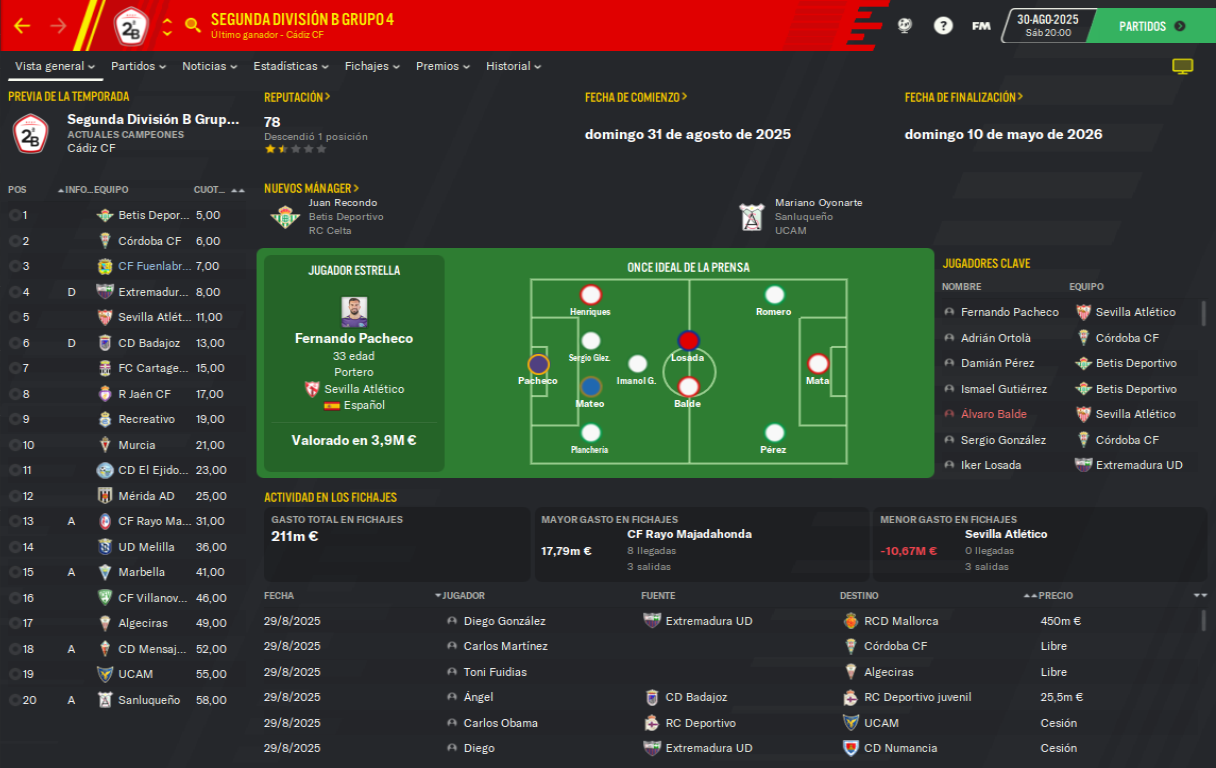 SEGUNDA DIVISIÓN B GRUPO 4
Último ganador - Cádiz CF
FM
30-AGO-2025
Sáb 20:00
PARTIDOS
Vista general
Partidos
Noticias
Estadísticas
Fichajes
Premios
Historial
PREVIA DE LA TEMPORADA
Segunda División B Grup...
ACTUALES CAMPEONES
Cádiz CF
REPUTACIÓN
78
Descendió 1 posición
FECHA DE COMIENZO
domingo 31 de agosto de 2025
FECHA DE FINALIZACIÓN
domingo 10 de mayo de 2026
POS INFO... EQUIPO CUOT...
1 Betis Depor... 5,00
2 Córdoba CF 6,00
3 CF Fuenlabr... 7,00
4 D Extremadur... 8,00
5 Sevilla Atlét... 11,00
6 D CD Badajoz 13,00
7 FC Cartage... 15,00
8 R Jaén CF 17,00
9 Recreativo 19,00
10 Murcia 21,00
11 CD El Ejido... 23,00
12 Mérida AD 25,00
13 A CF Rayo Ma... 31,00
14 UD Melilla 36,00
15 A Marbella 41,00
16 CF Villanov... 46,00
17 Algeciras 49,00
18 A CD Mensaj... 52,00
19 UCAM 55,00
20 A Sanluqueño 58,00
NUEVOS MÁNAGER
Juan Recondo
Betis Deportivo
RC Celta
Mariano Oyonarte
Sanluqueño
UCAM
JUGADOR ESTRELLA
Fernando Pacheco
33 edad
Portero
Sevilla Atlético
Español
Valorado en 3,9M €
ONCE IDEAL DE LA PRENSA
Henriques
Romero
Sergio Glez.
Losada
Pacheco
Imanol G.
Mata
Mateo
Balde
Planchería
Pérez
JUGADORES CLAVE
NOMBRE EQUIPO
Fernando Pacheco Sevilla Atlético
Adrián Ortolà Córdoba CF
Damián Pérez Betis Deportivo
Ismael Gutiérrez Betis Deportivo
Álvaro Balde Sevilla Atlético
Sergio González Córdoba CF
Iker Losada Extremadura UD
ACTIVIDAD EN LOS FICHAJES
GASTO TOTAL EN FICHAJES
211m €
MAYOR GASTO EN FICHAJES
17,79m €
CF Rayo Majadahonda
8 llegadas
3 salidas
MENOR GASTO EN FICHAJES
-10,67M €
Sevilla Atlético
0 llegadas
3 salidas
FECHA JUGADOR FUENTE DESTINO PRECIO
29/8/2025 Diego González Extremadura UD RCD Mallorca 450m €
29/8/2025 Carlos Martínez Córdoba CF Libre
29/8/2025 Toni Fuidias Algeciras Libre
29/8/2025 Ángel CD Badajoz RC Deportivo juvenil 25,5m €
29/8/2025 Carlos Obama RC Deportivo UCAM Cesión
29/8/2025 Diego Extremadura UD CD Numancia Cesión